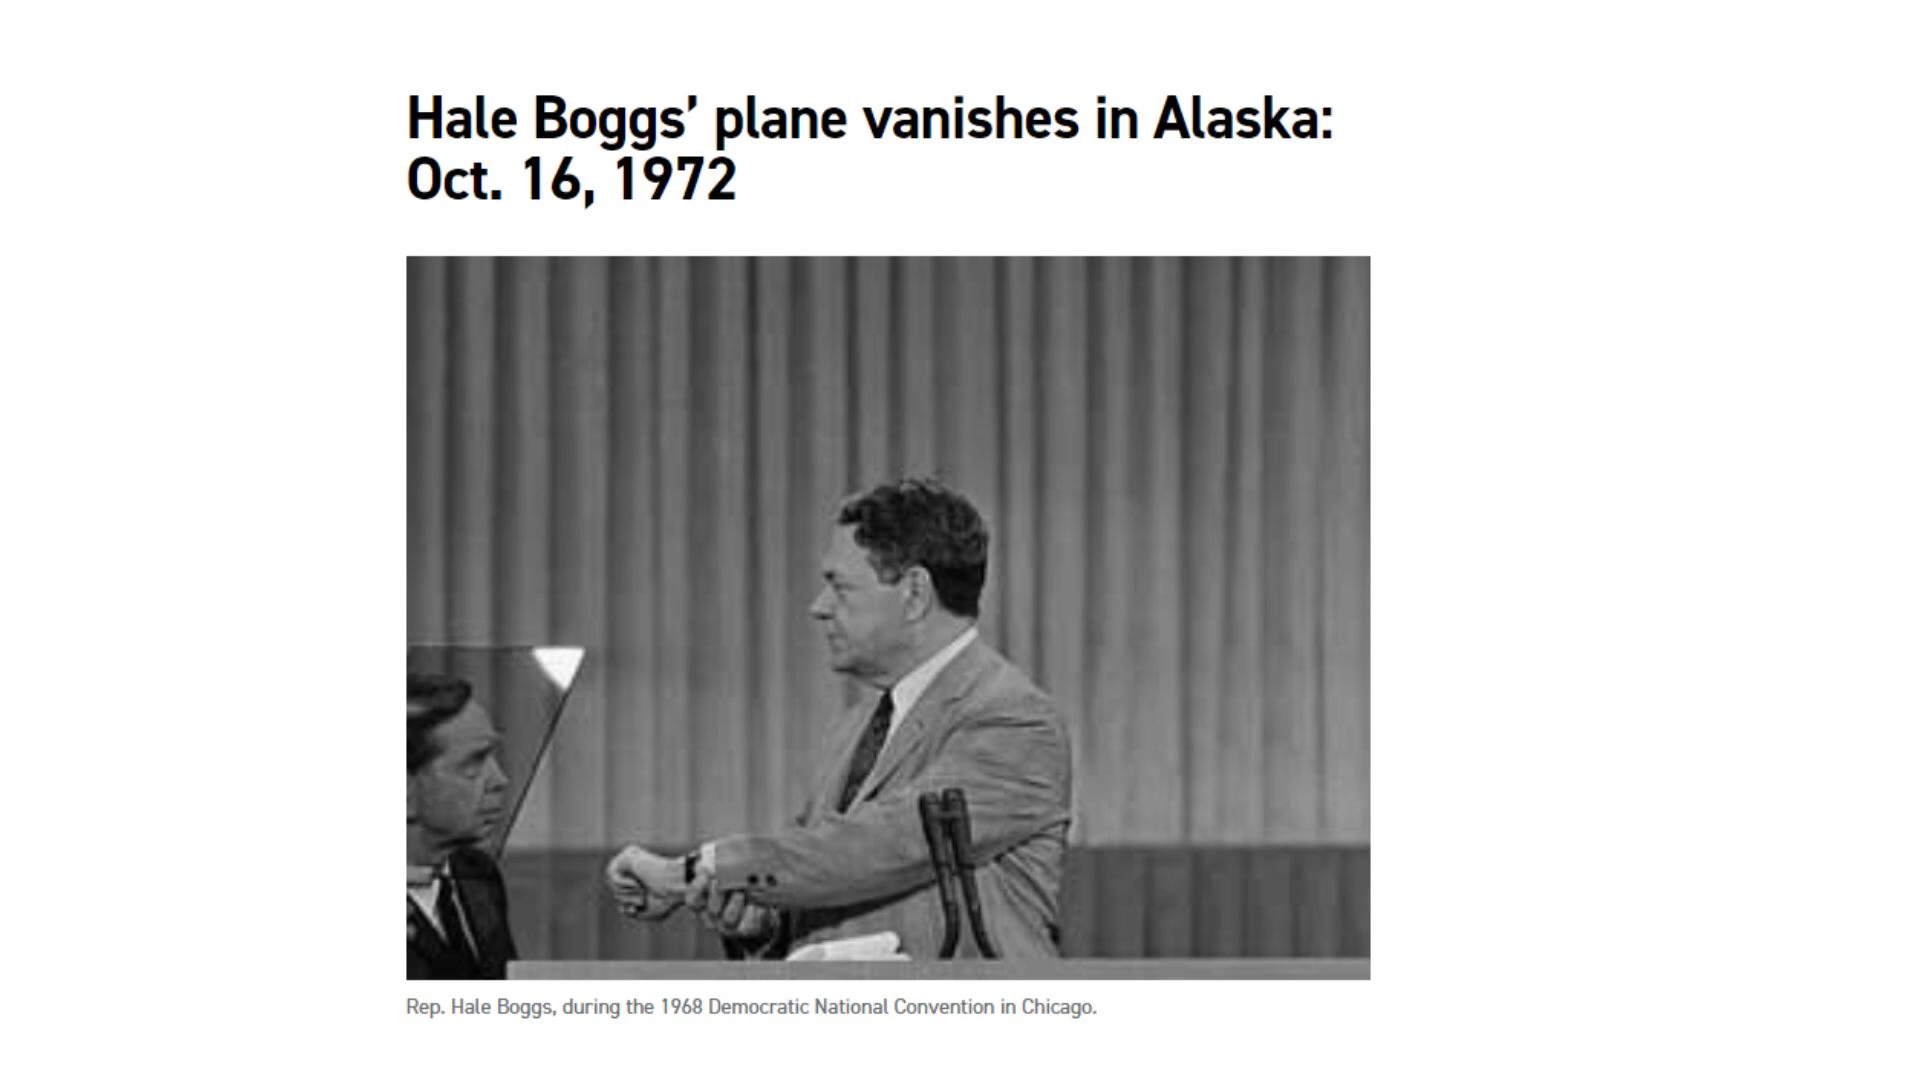 Hale Boggs’ plane vanishes in Alaska:
Oct. 16, 1972
Rep. Hale Boggs, during the 1968 Democratic National Convention in Chicago.